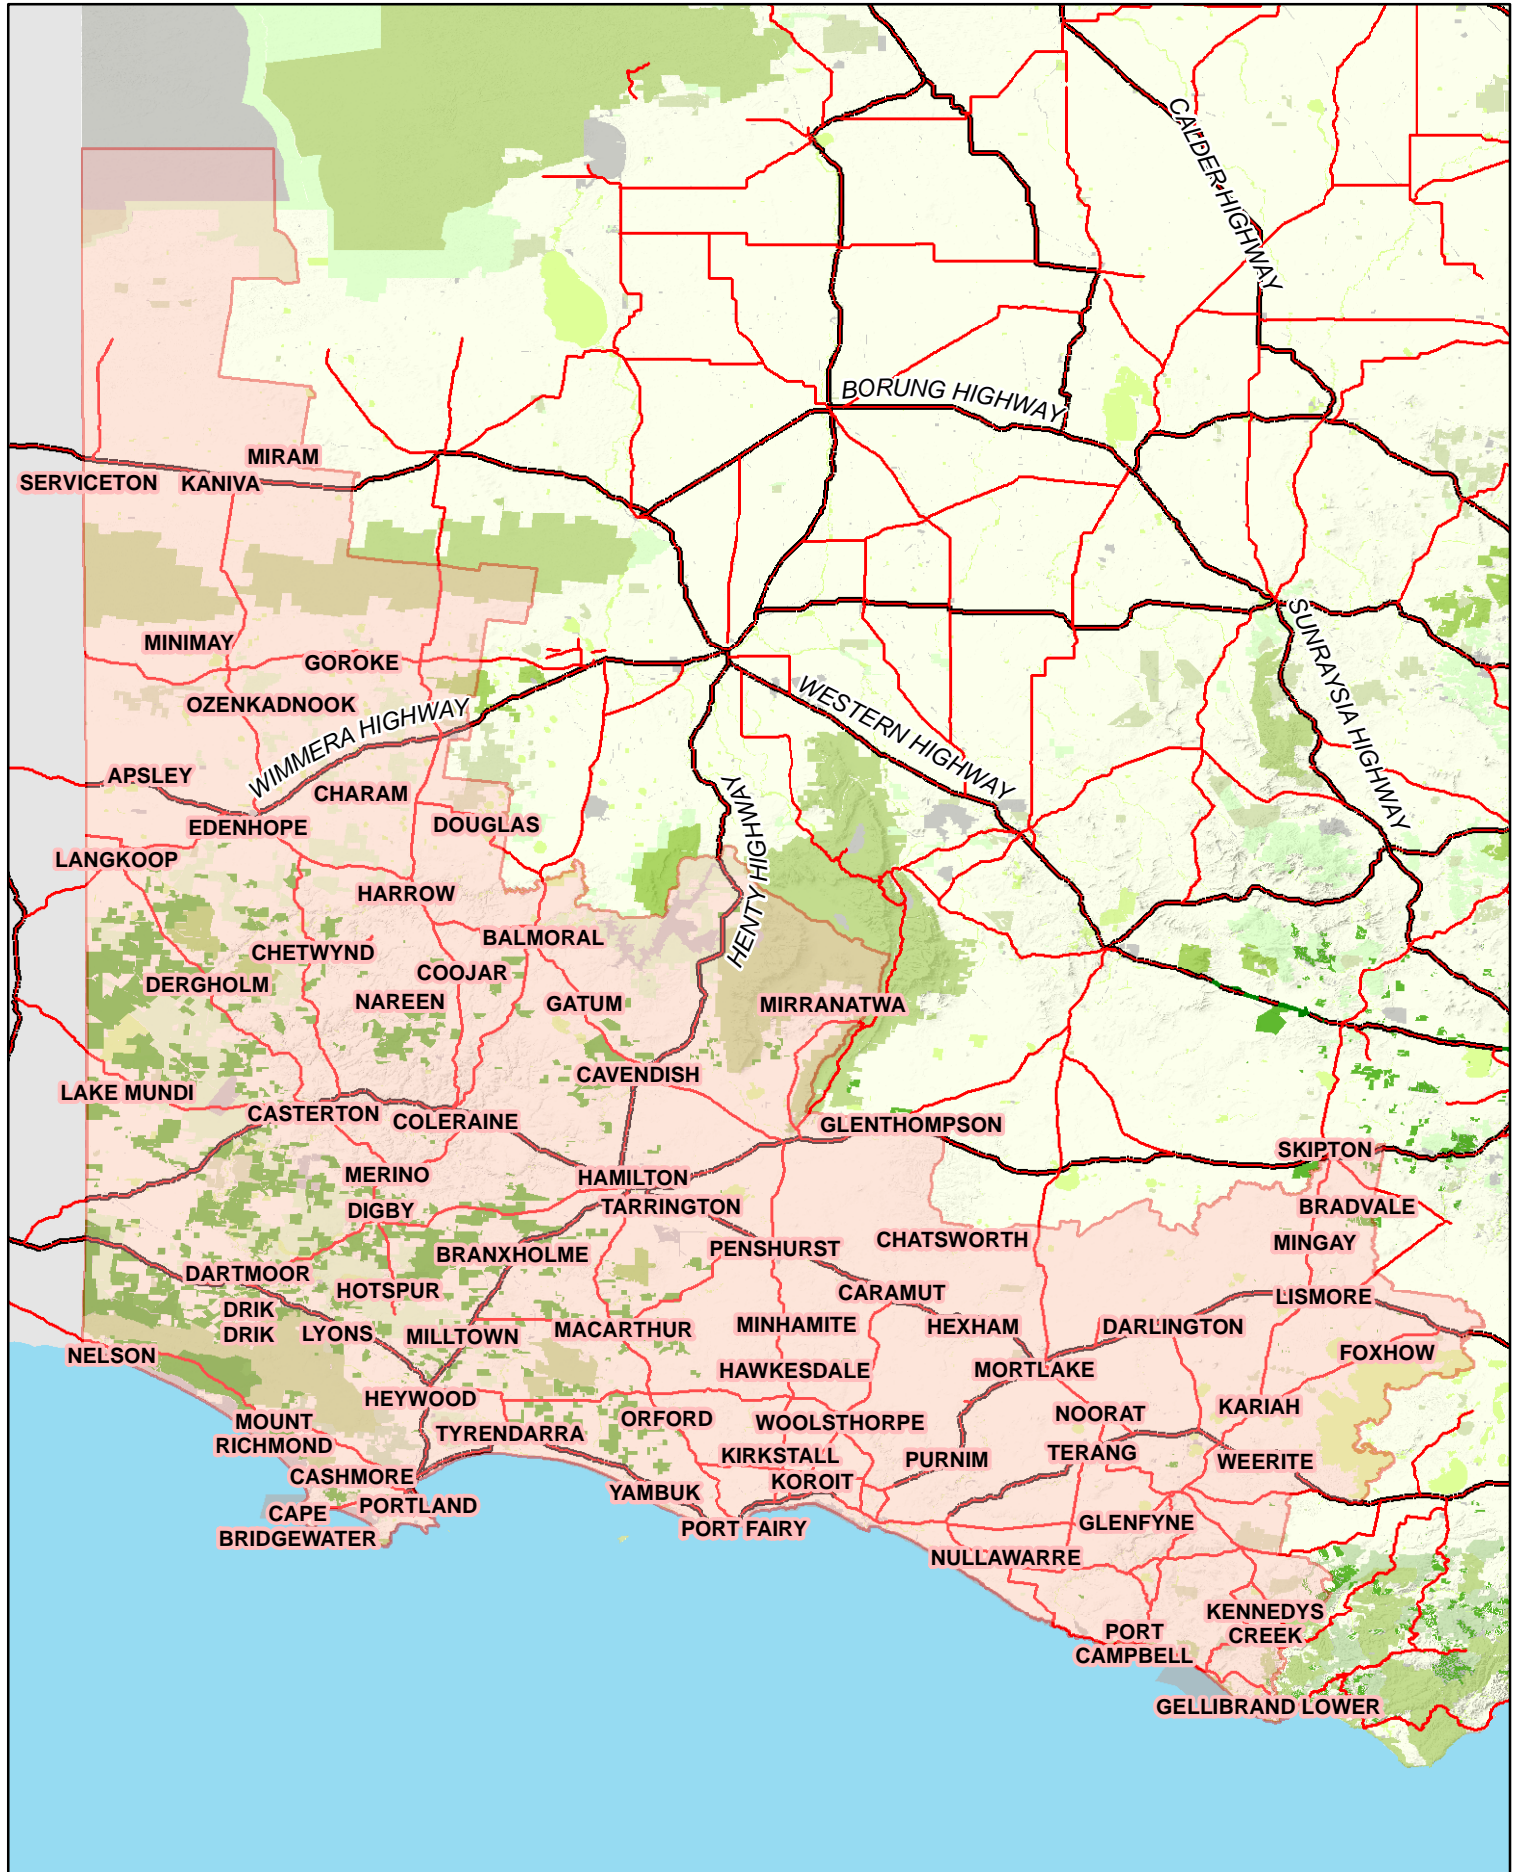 CALDER HIGHWAY
BORUNG HIGHWAY
MIRAM
SERVICETON
KANIVA
SUNRAYSIA HIGHWAY
MINIMAY
GOROKE
OZENKADNOOK
WIMMERA HIGHWAY
WESTERN HIGHWAY
APSLEY
CHARAM
HENTY HIGHWAY
EDENHOPE
DOUGLAS
LANGKOOP
HARROW
BALMORAL
CHETWYND
COOJAR
DERGHOLM
NAREEN
GATUM
MIRRANATWA
CAVENDISH
LAKE MUNDI
CASTERTON
COLERAINE
GLENTHOMPSON
SKIPTON
MERINO
HAMILTON
TARRINGTON
BRADVALE
DIGBY
CHATSWORTH
MINGAY
BRANXHOLME
PENSHURST
DARTMOOR
HOTSPUR
CARAMUT
LISMORE
DRIK
DRIK
LYONS
MILLTOWN
MACARTHUR
MINHAMITE
HEXHAM
DARLINGTON
NELSON
FOXHOW
HAWKESDALE
MORTLAKE
HEYWOOD
KARIAH
MOUNT
RICHMOND
TYRENDARRA
ORFORD
WOOLSTHORPE
NOORAT
KIRKSTALL
PURNIM
TERANG
WEERITE
CASHMORE
KOROIT
YAMBUK
CAPE
BRIDGEWATER
PORTLAND
PORT FAIRY
GLENFYNE
NULLAWARRE
KENNEDYS
CREEK
PORT
CAMPBELL
GELLIBRAND LOWER